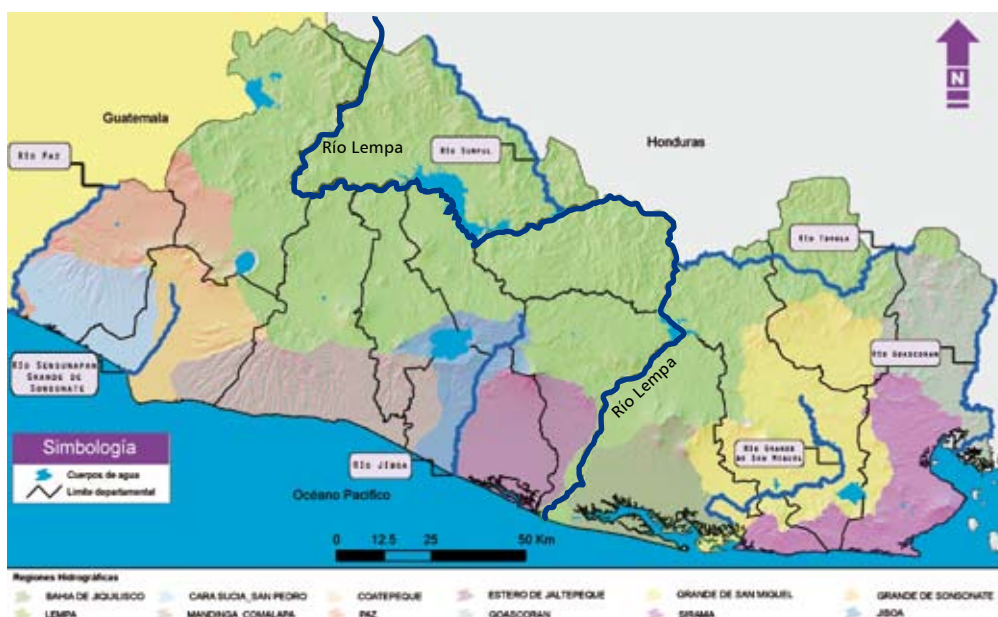 Guatemala
Honduras
N
RÍO PAZ
Río Lempa
RÍO SUMPUL
RÍO TOROLA
RÍO SENSUNAPAN
GRANDE DE
SONSONATE
RÍO GOASCORAN
Río Lempa
RÍO GRANDE
DE SAN MIGUEL
RÍO JIBOA
Simbología
Cuerpos de agua
Limite departamental
Océano Pacífico
0 12.5 25 50 Km
Regiones Hidrográficas
BAHIA DE JIQUILISCO CARA SUCIA_SAN PEDRO COATEPEQUE ESTERO DE JALTEPEQUE GRANDE DE SAN MIGUEL GRANDE DE SONSONATE
LEMPA MANDINGA_COMALAPA PAZ GOASCORAN SIRAMA JIBOA